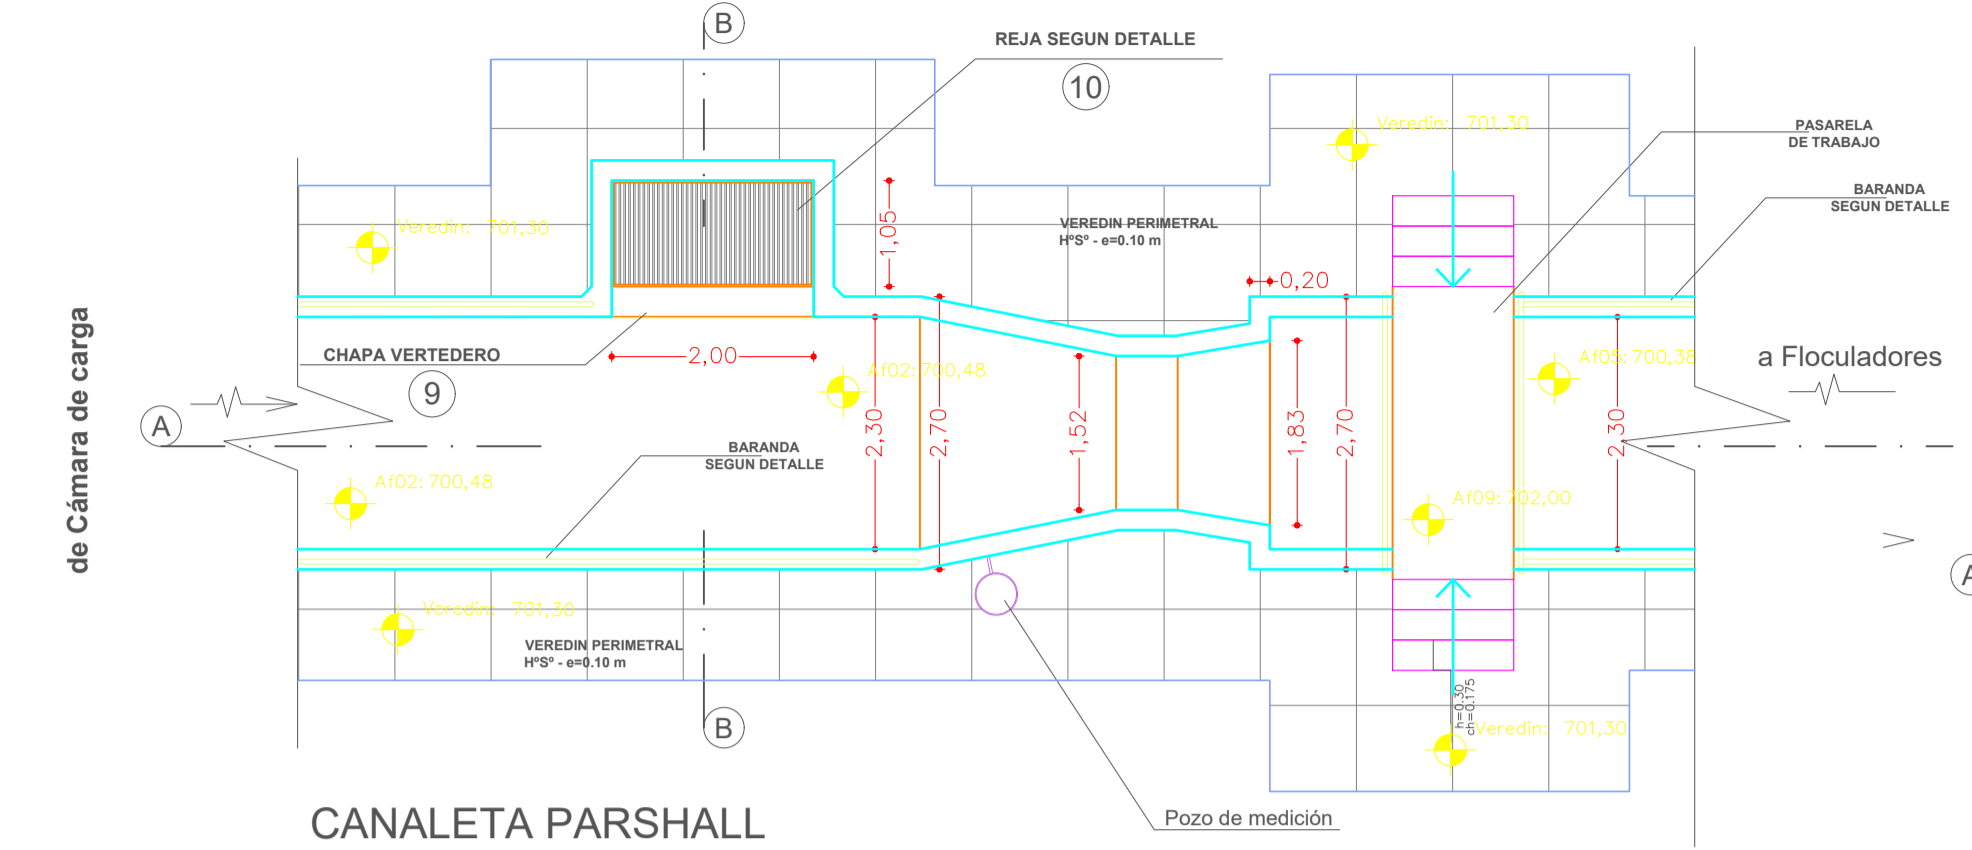 B
REJA SEGUN DETALLE
10
Veredin: 701,30
PASARELA
DE TRABAJO
BARANDA
SEGUN DETALLE
Veredin: 701,30
1,05
VEREDIN PERIMETRAL
HºSº - e=0.10 m
0,20
de Cámara de carga
CHAPA VERTEDERO
9
2,00
Af02: 700,48
2,30
2,70
1,52
1,83
2,70
Af05: 700,38
2,30
a Floculadores
A
BARANDA
SEGUN DETALLE
Af02: 700,48
Af09: 702,00
A
Veredin: 701,30
VEREDIN PERIMETRAL
HºSº - e=0.10 m
h=0.30
ch=0.175
Veredin: 701,30
B
CANALETA PARSHALL
Pozo de medición